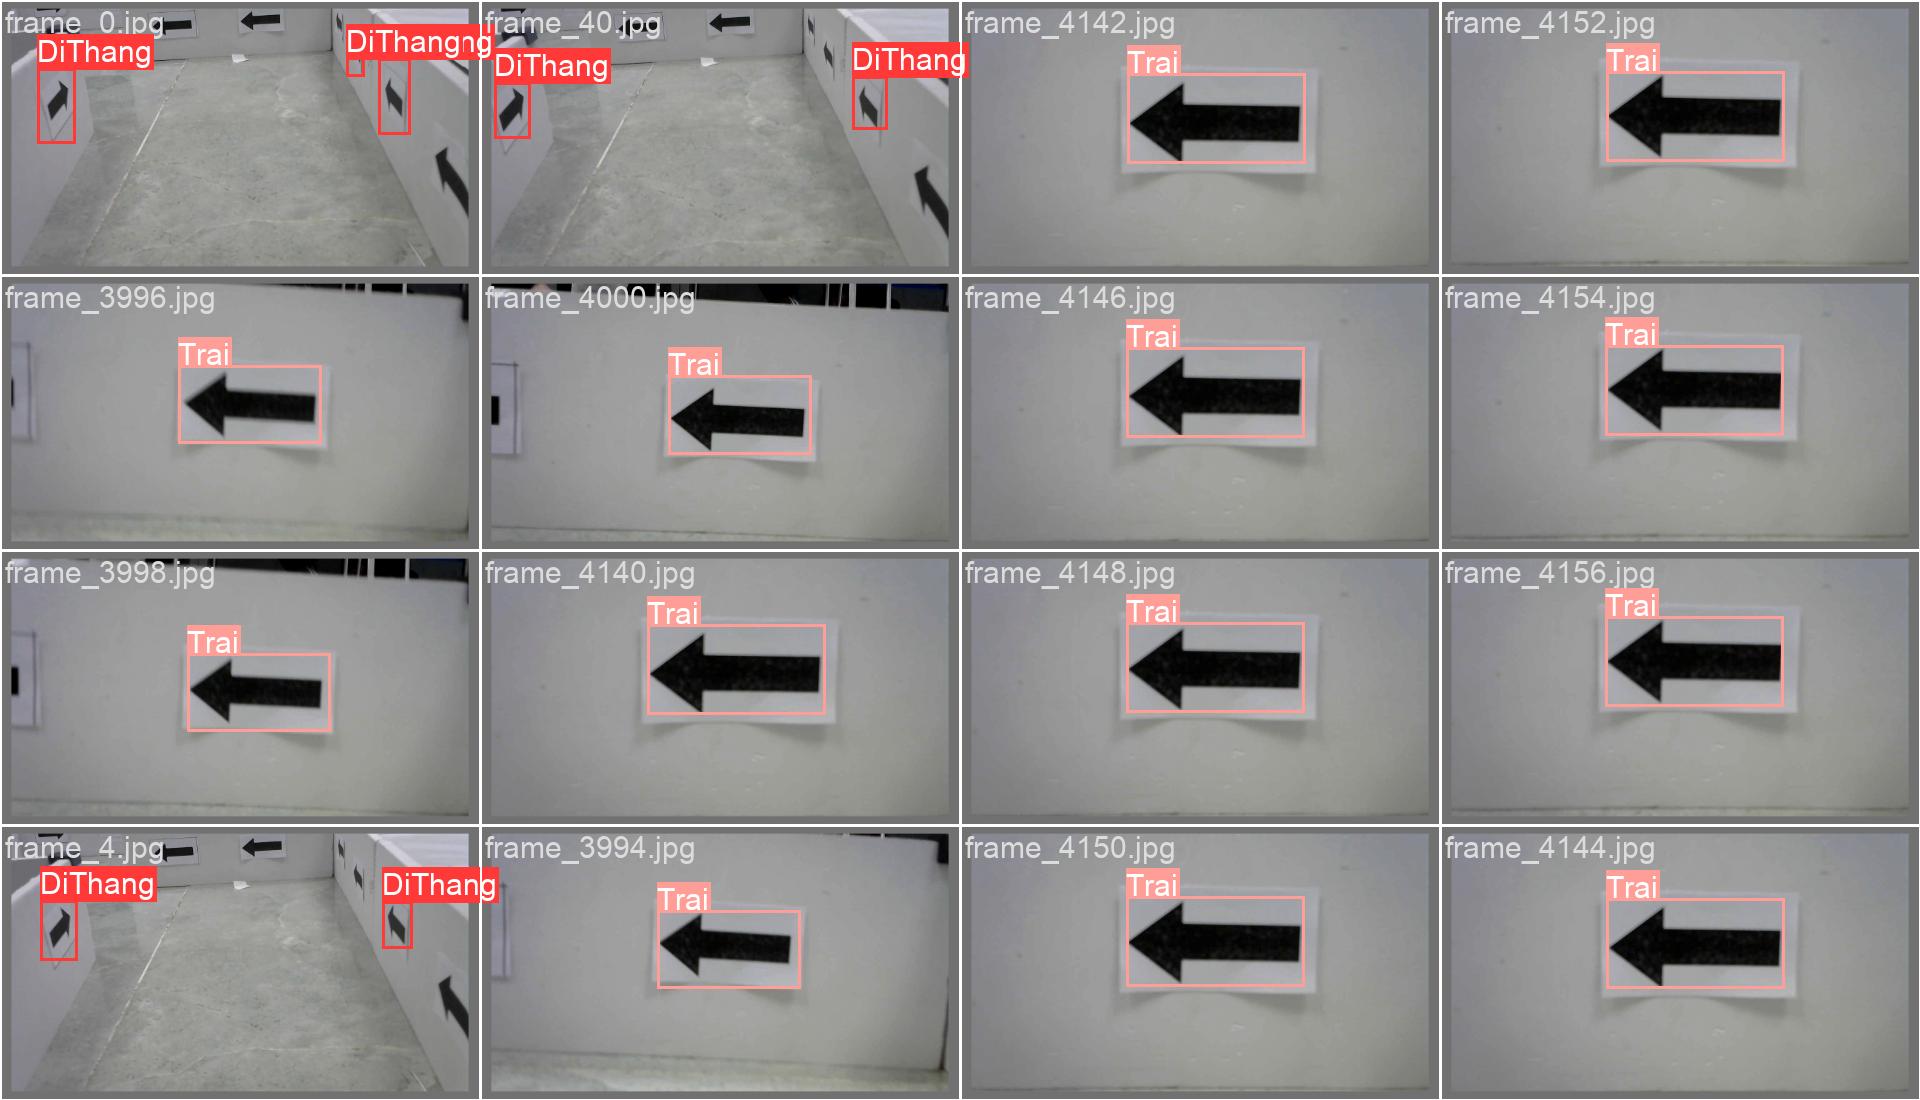 frame_0.jpg
DiThang
DiThangng
frame_40.jpg
DiThang
DiThang
frame_4142.jpg
Trai
frame_4152.jpg
Trai
frame_3996.jpg
Trai
frame_4000.jpg
Trai
frame_4146.jpg
Trai
frame_4154.jpg
Trai
frame_3998.jpg
Trai
frame_4140.jpg
Trai
frame_4148.jpg
Trai
frame_4156.jpg
Trai
frame_4.jpg
DiThang
DiThang
frame_3994.jpg
Trai
frame_4150.jpg
Trai
frame_4144.jpg
Trai